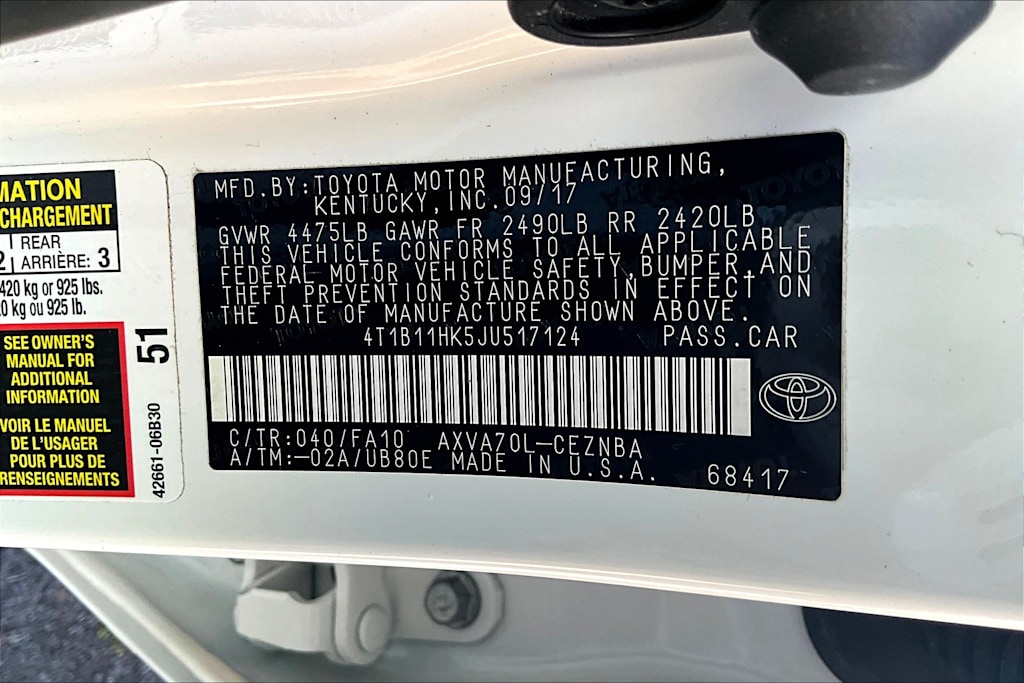 MATION
CHARGEMENT
2 REAR
ARRIÈRE: 3
420 kg or 925 lbs.
0 kg ou 925 lb.
SEE OWNER'S
MANUAL FOR
ADDITIONAL
INFORMATION
VOIR LE MANUEL
DE L'USAGER
POUR PLUS DE
RENSEIGNEMENTS
51
42661-06B30
MFD.BY:TOYOTA MOTOR MANUFACTURING,
KENTUCKY,INC.09/17
GVWR 4475LB GAWR FR 2490LB RR 2420LB
THIS VEHICLE CONFORMS TO ALL APPLICABLE
FEDERAL MOTOR VEHICLE SAFETY,BUMPER,AND
THEFT PREVENTION STANDARDS IN EFFECT ON
THE DATE OF MANUFACTURE SHOWN ABOVE.
4T1B11HK5JU517124 PASS.CAR
C/TR:040/FA10 AXVA70L-CEZNBA
A/TM:-02A/UB80E MADE IN U.S.A. 68417